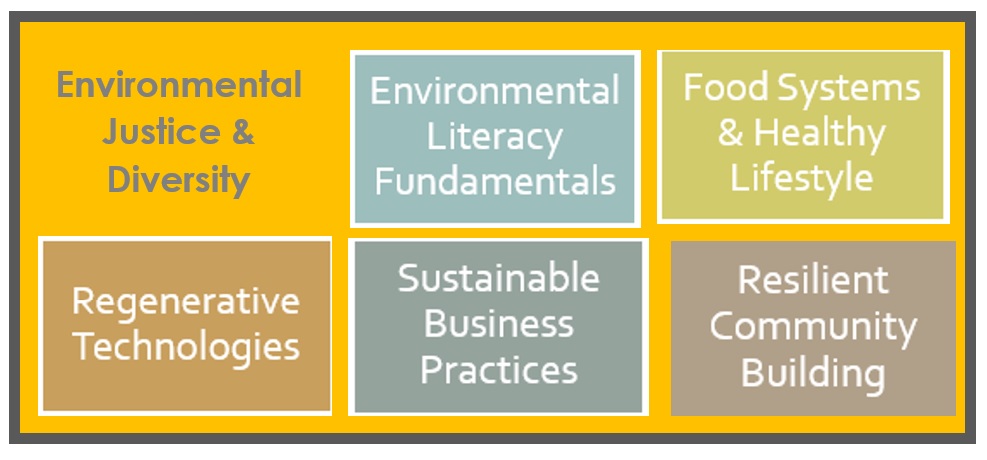 Environmental
Justice &
Diversity
Environmental
Literacy
Fundamentals
Food Systems
& Healthy
Lifestyle
Regenerative
Technologies
Sustainable
Business
Practices
Resilient
Community
Building